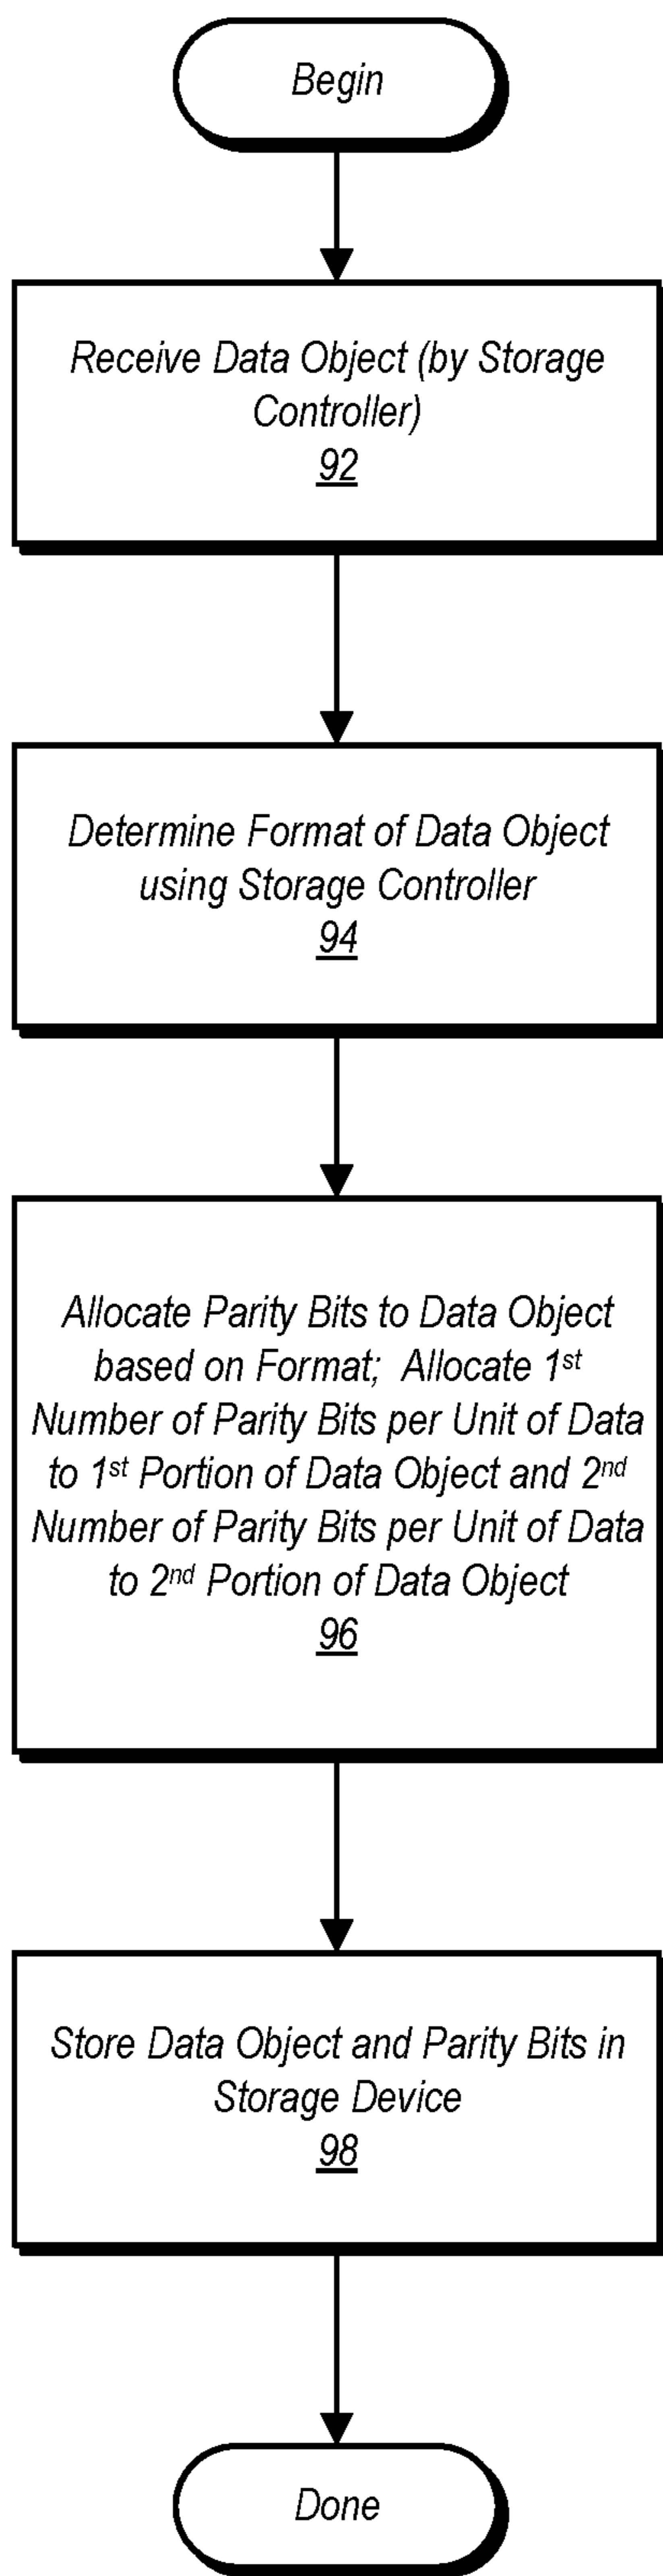 Begin
Receive Data Object (by Storage
Controller)
92
Determine Format of Data Object
using Storage Controller
94
Allocate Parity Bits to Data Object
based on Format; Allocate 1st
Number of Parity Bits per Unit of Data
to 1st Portion of Data Object and 2nd
Number of Parity Bits per Unit of Data
to 2nd Portion of Data Object
96
Store Data Object and Parity Bits in
Storage Device
98
Done